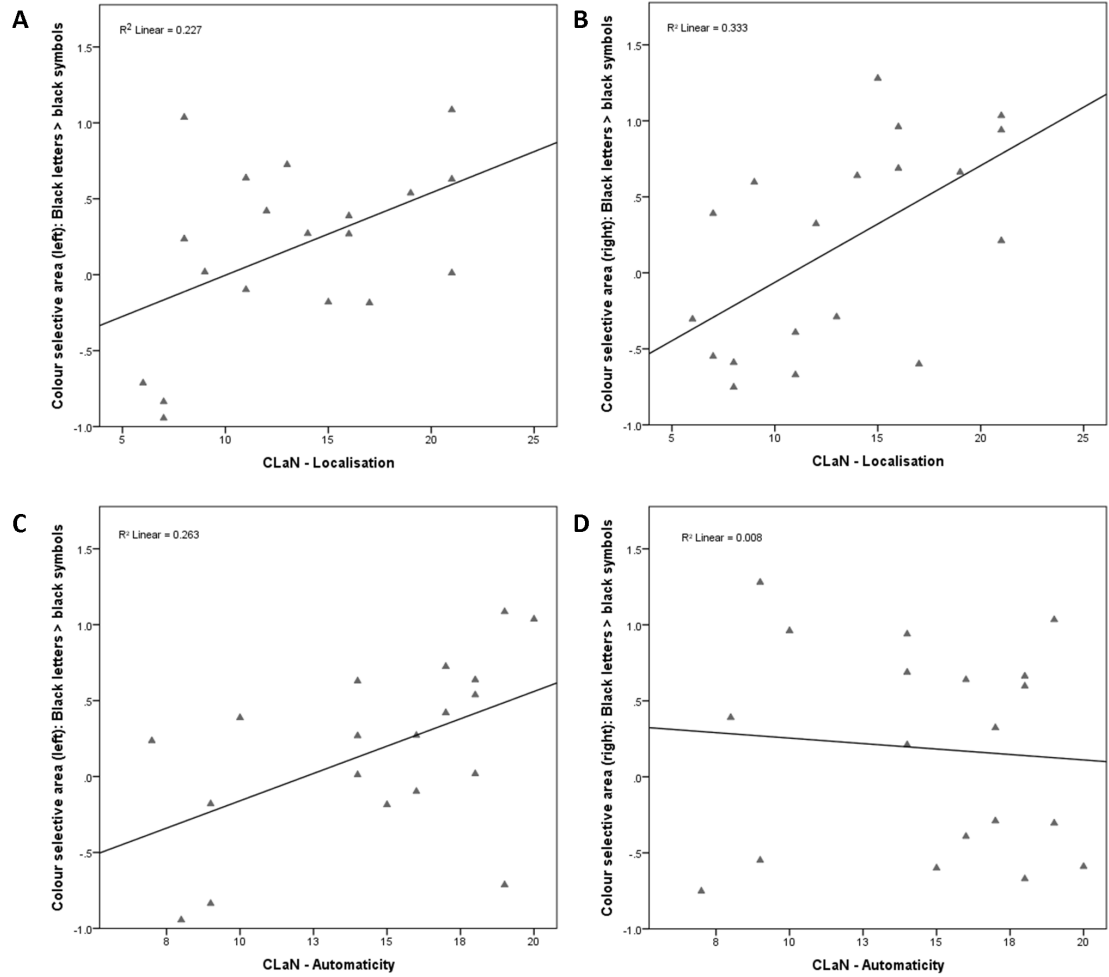 A
R² Linear = 0.227
Colour selective area (left): Black letters > black symbols
1.5
1.0
.5
.0
-.5
-1.0
5 10 15 20 25
CLaN - Localisation
B
R² Linear = 0.333
Colour selective area (right): Black letters > black symbols
1.5
1.0
.5
.0
-.5
-1.0
5 10 15 20 25
CLaN - Localisation
C
R² Linear = 0.263
Colour selective area (left): Black letters > black symbols
1.5
1.0
.5
.0
-.5
-1.0
8 10 13 15 18 20
CLaN - Automaticity
D
R² Linear = 0.008
Colour selective area (right): Black letters > black symbols
1.5
1.0
.5
.0
-.5
-1.0
8 10 13 15 18 20
CLaN - Automaticity